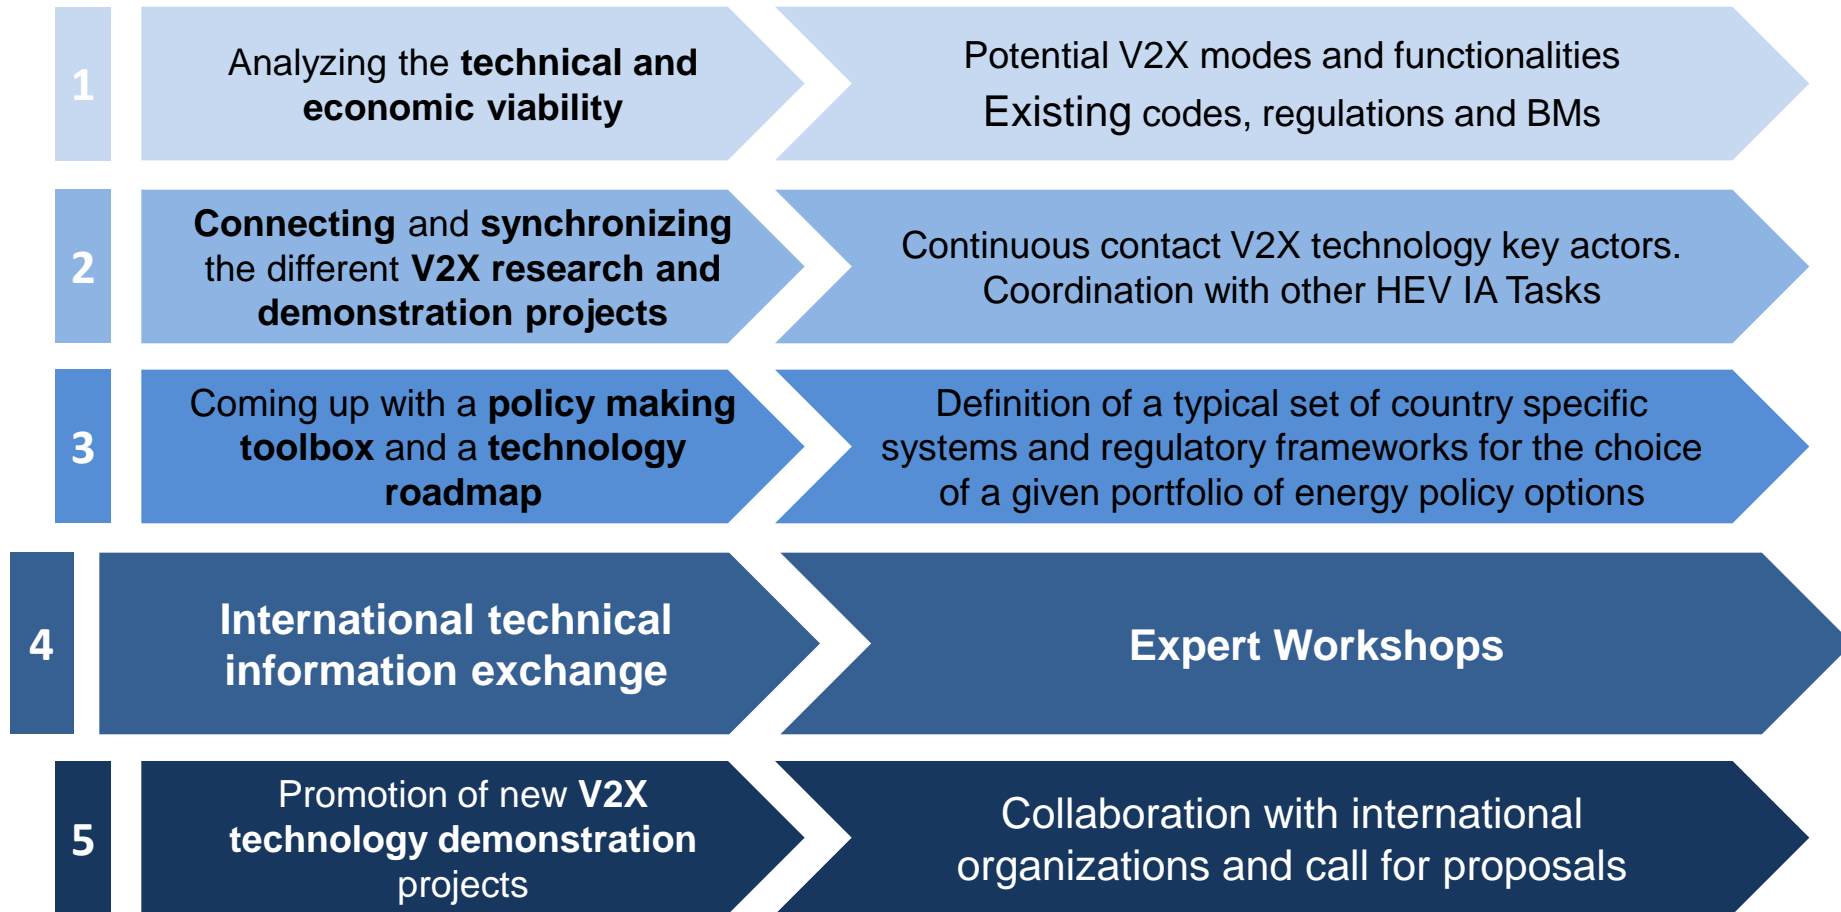 1
Analyzing the technical and
economic viability
Potential V2X modes and functionalities
Existing codes, regulations and BMs
2
Connecting and synchronizing
the different V2X research and
demonstration projects
Continuous contact V2X technology key actors.
Coordination with other HEV IA Tasks
3
Coming up with a policy making
toolbox and a technology
roadmap
Definition of a typical set of country specific
systems and regulatory frameworks for the choice
of a given portfolio of energy policy options
4
International technical
information exchange
Expert Workshops
5
Promotion of new V2X
technology demonstration
projects
Collaboration with international
organizations and call for proposals